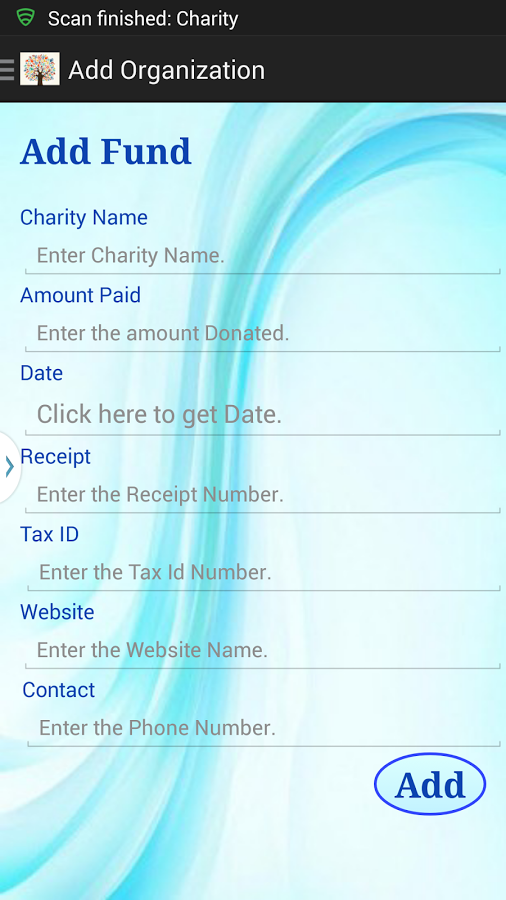 Scan finished: Charity
Add Organization
Add Fund
Charity Name
Enter Charity Name.
Amount Paid
Enter the amount Donated.
Date
Click here to get Date.
Receipt
Enter the Receipt Number.
Tax ID
Enter the Tax Id Number.
Website
Enter the Website Name.
Contact
Enter the Phone Number.
Add